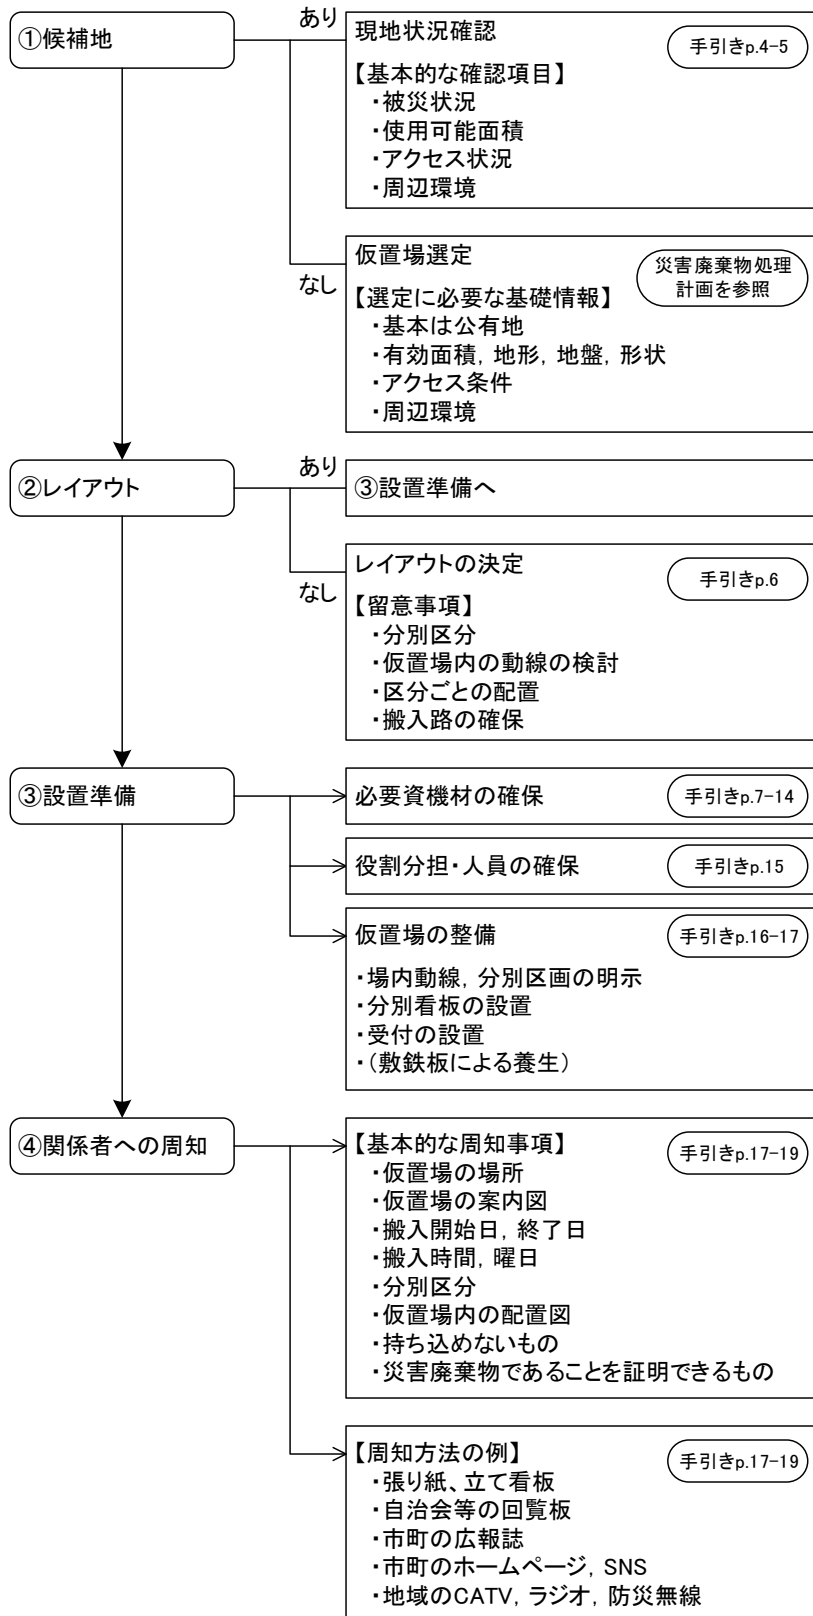 ①候補地
あり
現地状況確認
手引きp.4-5
【基本的な確認項目】
・被災状況
・使用可能面積
・アクセス状況
・周辺環境
なし
仮置場選定
災害廃棄物処理
計画を参照
【選定に必要な基礎情報】
・基本は公有地
・有効面積, 地形, 地盤, 形状
・アクセス条件
・周辺環境
②レイアウト
あり
③設置準備へ
なし
レイアウトの決定
手引きp.6
【留意事項】
・分別区分
・仮置場内の動線の検討
・区分ごとの配置
・搬入路の確保
③設置準備
必要資機材の確保
手引きp.7-14
役割分担・人員の確保
手引きp.15
仮置場の整備
手引きp.16-17
・場内動線, 分別区画の明示
・分別看板の設置
・受付の設置
・(敷鉄板による養生)
④関係者への周知
【基本的な周知事項】
手引きp.17-19
・仮置場の場所
・仮置場の案内図
・搬入開始日, 終了日
・搬入時間, 曜日
・分別区分
・仮置場内の配置図
・持ち込めないもの
・災害廃棄物であることを証明できるもの
【周知方法の例】
手引きp.17-19
・張り紙、立て看板
・自治会等の回覧板
・市町の広報誌
・市町のホームページ, SNS
・地域のCATV, ラジオ, 防災無線